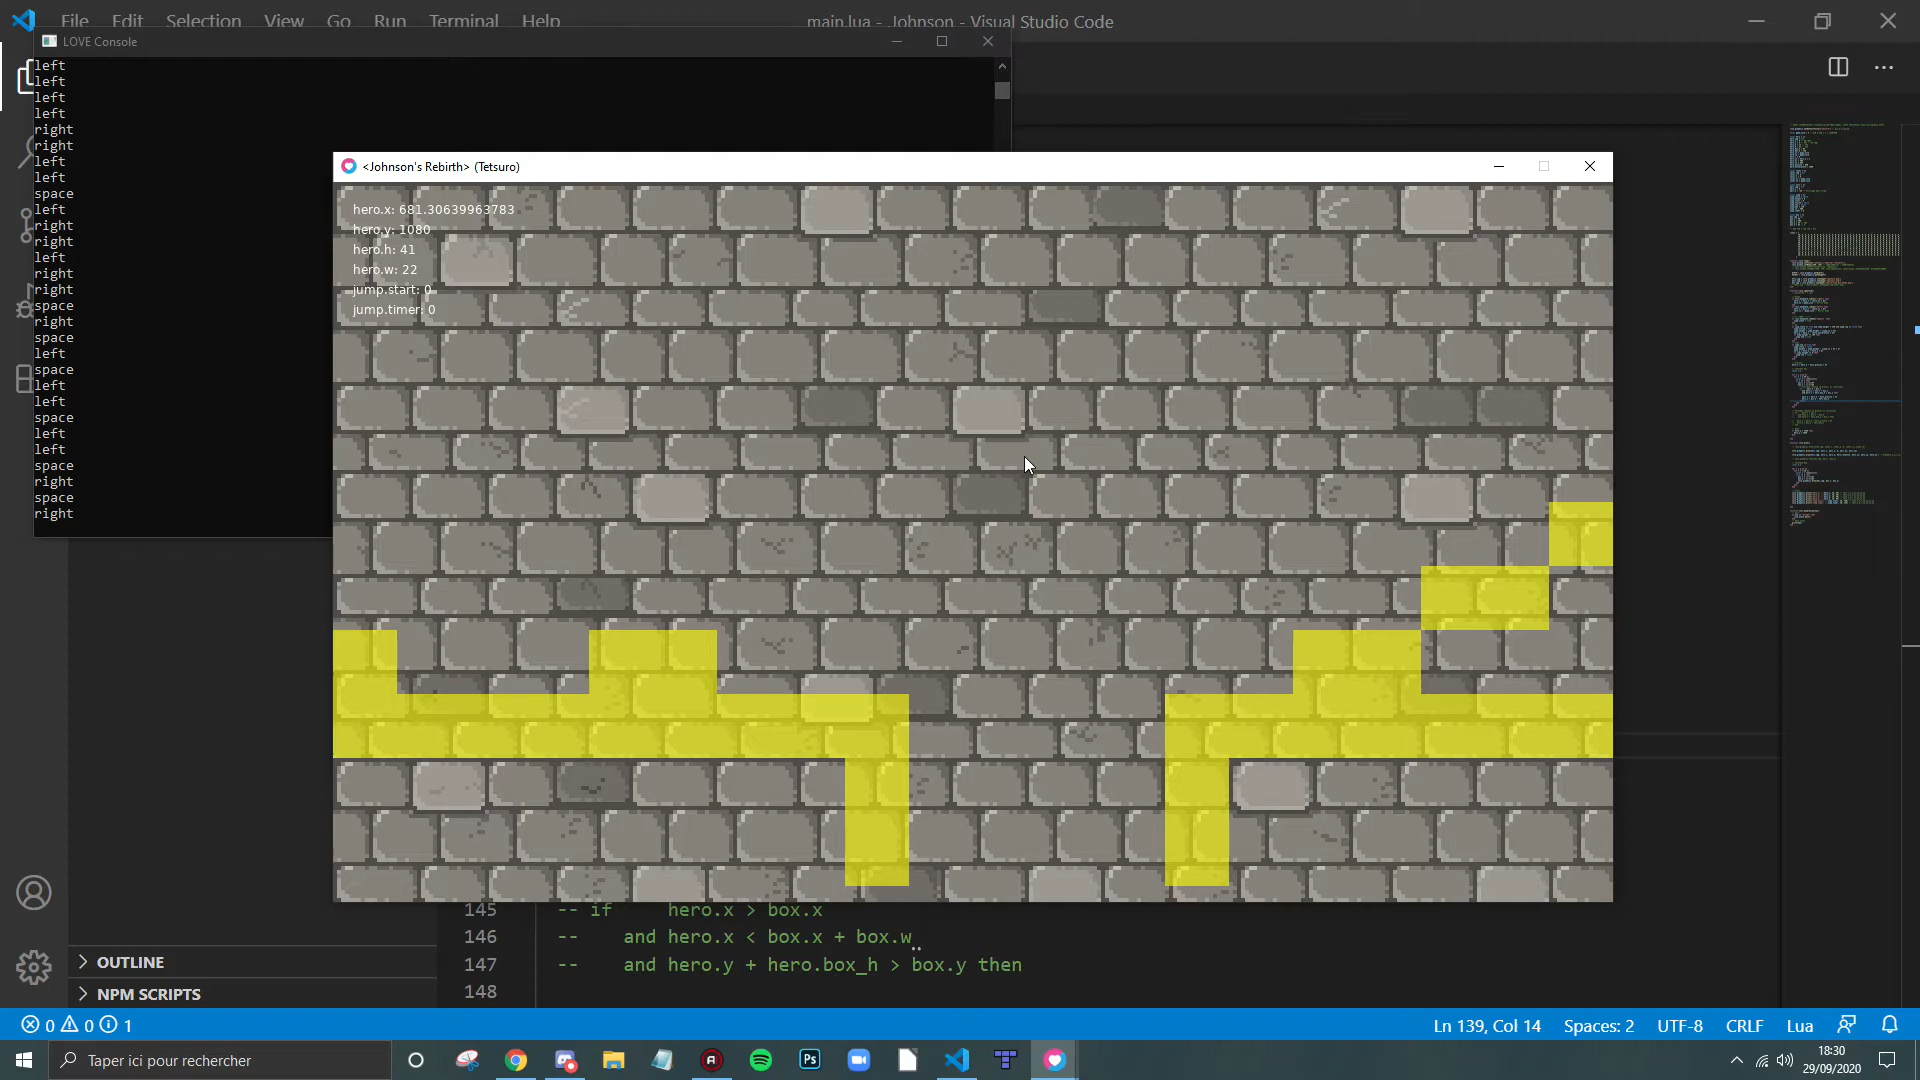 File Edit Selection View Go Run Terminal Help
main.lua - Johnson - Visual Studio Code
LOVE Console
left
left
left
left
right
right
left
left
space
left
right
right
left
right
right
space
right
space
left
space
left
left
space
left
left
space
right
space
right
<Johnson's Rebirth> (Tetsuro)
hero.x: 681.30639963783
hero.y: 1080
hero.h: 41
hero.w: 22
jump.start: 0
jump.timer: 0
145 -- if hero.x > box.x
146 -- and hero.x < box.x + box.w
147 -- and hero.y + hero.box_h > box.y then
148
OUTLINE
NPM SCRIPTS
0 0 1
Ln 139, Col 14 Spaces: 2 UTF-8 CRLF Lua
Taper ici pour rechercher
Ps
18:30
29/09/2020